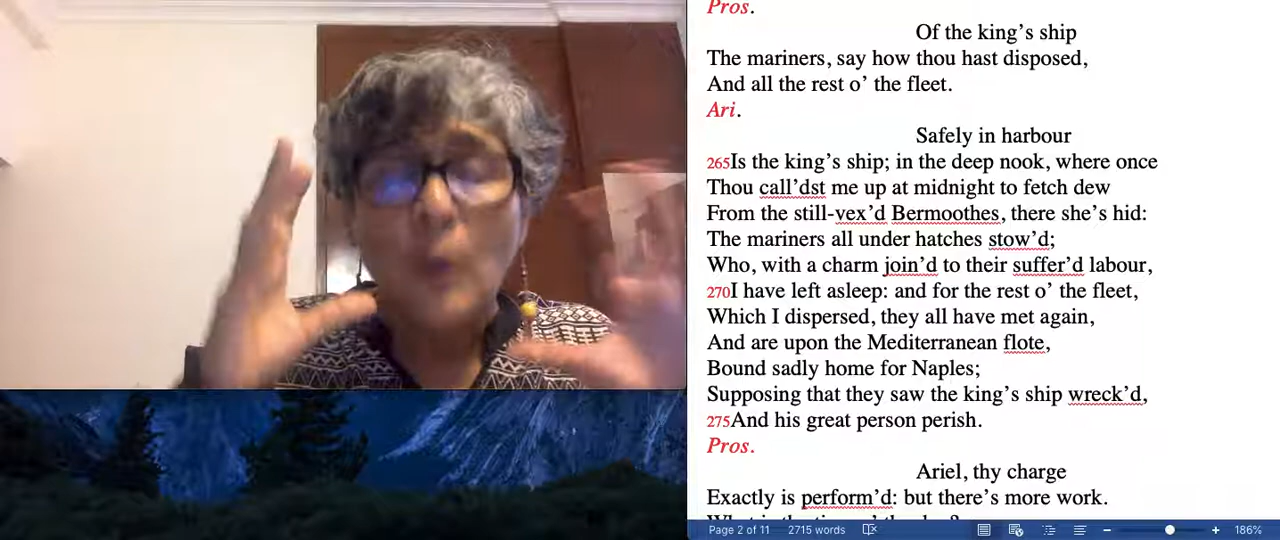 Pros.
Of the king’s ship
The mariners, say how thou hast disposed,
And all the rest o’ the fleet.
Ari.
Safely in harbour
265Is the king’s ship; in the deep nook, where once
Thou call’dst me up at midnight to fetch dew
From the still-vex’d Bermoothes, there she’s hid:
The mariners all under hatches stow’d;
Who, with a charm join’d to their suffer’d labour,
270I have left asleep: and for the rest o’ the fleet,
Which I dispersed, they all have met again,
And are upon the Mediterranean flote,
Bound sadly home for Naples;
Supposing that they saw the king’s ship wreck’d,
275And his great person perish.
Pros.
Ariel, thy charge
Exactly is perform’d: but there’s more work.
Page 2 of 11 2715 words 186%